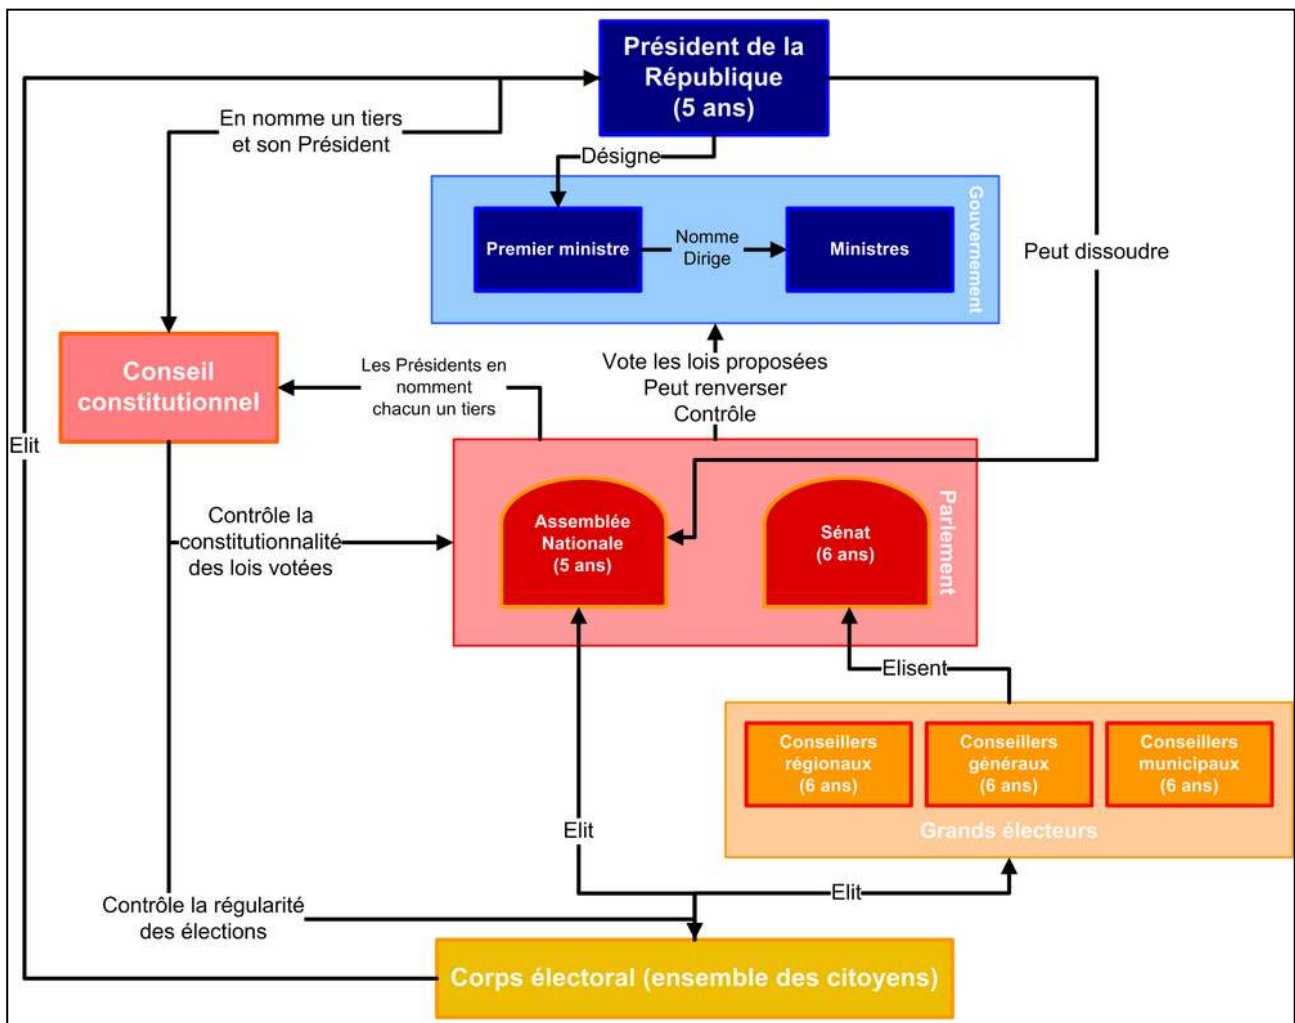 Président de la
République
(5 ans)
En nomme un tiers
et son Président
Désigne
Gouvernement
Premier ministre
Nomme
Dirige
Ministres
Peut dissoudre
Conseil
constitutionnel
Les Présidents en
nomment
chacun un tiers
Vote les lois proposées
Peut renverser
Contrôle
Elit
Parlement
Assemblée
Nationale
(5 ans)
Sénat
(6 ans)
Contrôle la
constitutionnalité
des lois votées
Elisent
Conseillers
régionaux
(6 ans)
Conseillers
généraux
(6 ans)
Conseillers
municipaux
(6 ans)
Grands électeurs
Elit
Elit
Contrôle la régularité
des élections
Corps électoral (ensemble des citoyens)